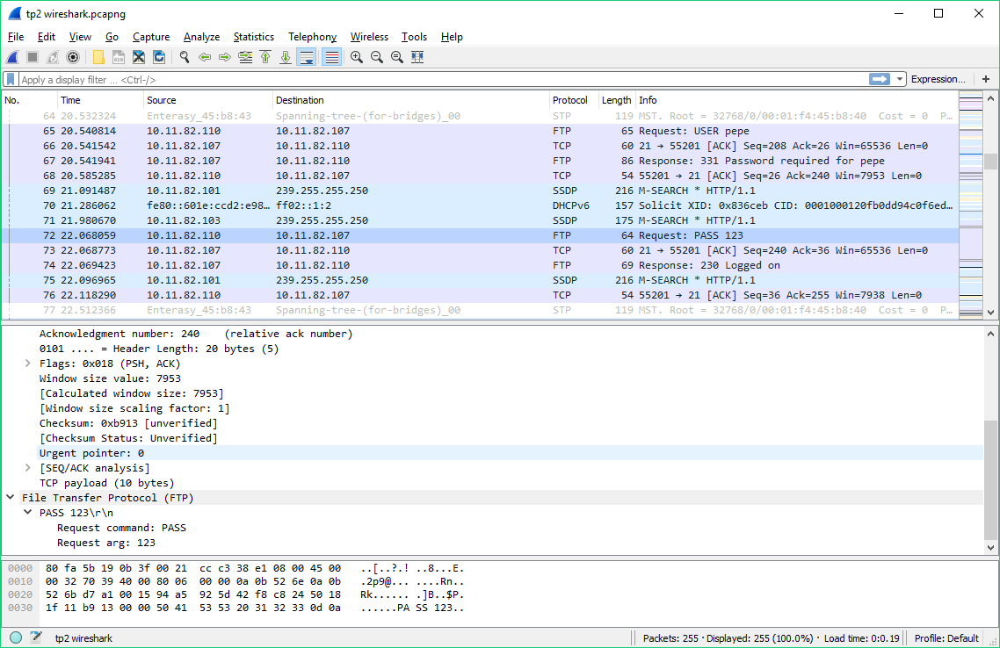 tp2 wireshark.pcapng
File Edit View Go Capture Analyze Statistics Telephony Wireless Tools Help
Apply a display filter ... <Ctrl-/> Expression... +
No. Time Source Destination Protocol Length Info
64 20.532324 Enterasy_45:b8:43 Spanning-tree-(for-bridges)_00 STP 119 MST. Root = 32768/0/00:01:f4:45:b8:40 Cost = 0 P…
65 20.540814 10.11.82.110 10.11.82.107 FTP 65 Request: USER pepe
66 20.541542 10.11.82.107 10.11.82.110 TCP 60 21 → 55201 [ACK] Seq=208 Ack=26 Win=65536 Len=0
67 20.541941 10.11.82.107 10.11.82.110 FTP 86 Response: 331 Password required for pepe
68 20.585285 10.11.82.110 10.11.82.107 TCP 54 55201 → 21 [ACK] Seq=26 Ack=240 Win=7953 Len=0
69 21.091487 10.11.82.101 239.255.255.250 SSDP 216 M-SEARCH * HTTP/1.1
70 21.286062 fe80::601e:ccd2:e98… ff02::1:2 DHCPv6 157 Solicit XID: 0x836ceb CID: 0001000120fb0dd94c0f6ed…
71 21.980670 10.11.82.103 239.255.255.250 SSDP 175 M-SEARCH * HTTP/1.1
72 22.068059 10.11.82.110 10.11.82.107 FTP 64 Request: PASS 123
73 22.068773 10.11.82.107 10.11.82.110 TCP 60 21 → 55201 [ACK] Seq=240 Ack=36 Win=65536 Len=0
74 22.069423 10.11.82.107 10.11.82.110 FTP 69 Response: 230 Logged on
75 22.096965 10.11.82.101 239.255.255.250 SSDP 216 M-SEARCH * HTTP/1.1
76 22.118290 10.11.82.110 10.11.82.107 TCP 54 55201 → 21 [ACK] Seq=36 Ack=255 Win=7938 Len=0
77 22.512366 Enterasy_45:b8:43 Spanning-tree-(for-bridges)_00 STP 119 MST. Root = 32768/0/00:01:f4:45:b8:40 Cost = 0 P…
Acknowledgment number: 240 (relative ack number)
0101 .... = Header Length: 20 bytes (5)
Flags: 0x018 (PSH, ACK)
Window size value: 7953
[Calculated window size: 7953]
[Window size scaling factor: 1]
Checksum: 0xb913 [unverified]
[Checksum Status: Unverified]
Urgent pointer: 0
[SEQ/ACK analysis]
TCP payload (10 bytes)
File Transfer Protocol (FTP)
PASS 123\r\n
Request command: PASS
Request arg: 123
0000 80 fa 5b 19 0b 3f 00 21 cc c3 38 e1 08 00 45 00 ..[..?.! ..8...E.
0010 00 32 70 39 40 00 80 06 00 00 0a 0b 52 6e 0a 0b .2p9@... ....Rn..
0020 52 6b d7 a1 00 15 94 a5 92 5d 42 f8 c8 24 50 18 Rk...... .]B..$P.
0030 1f 11 b9 13 00 00 50 41 53 53 20 31 32 33 0d 0a ......PA SS 123..
tp2 wireshark Packets: 255 · Displayed: 255 (100.0%) · Load time: 0:0.19 Profile: Default